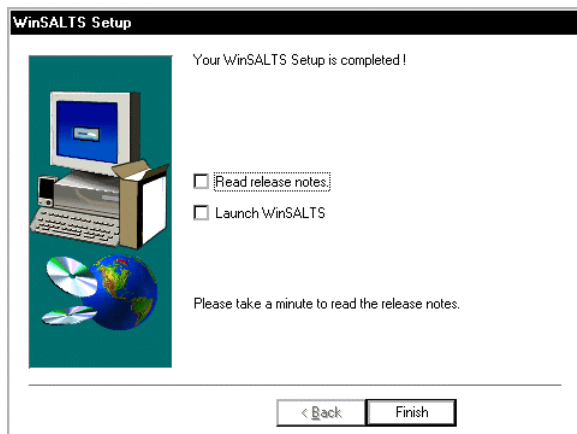 WinSALTS Setup
Your WinSALTS Setup is completed !
Read release notes.
Launch WinSALTS
Please take a minute to read the release notes.
< Back
Finish